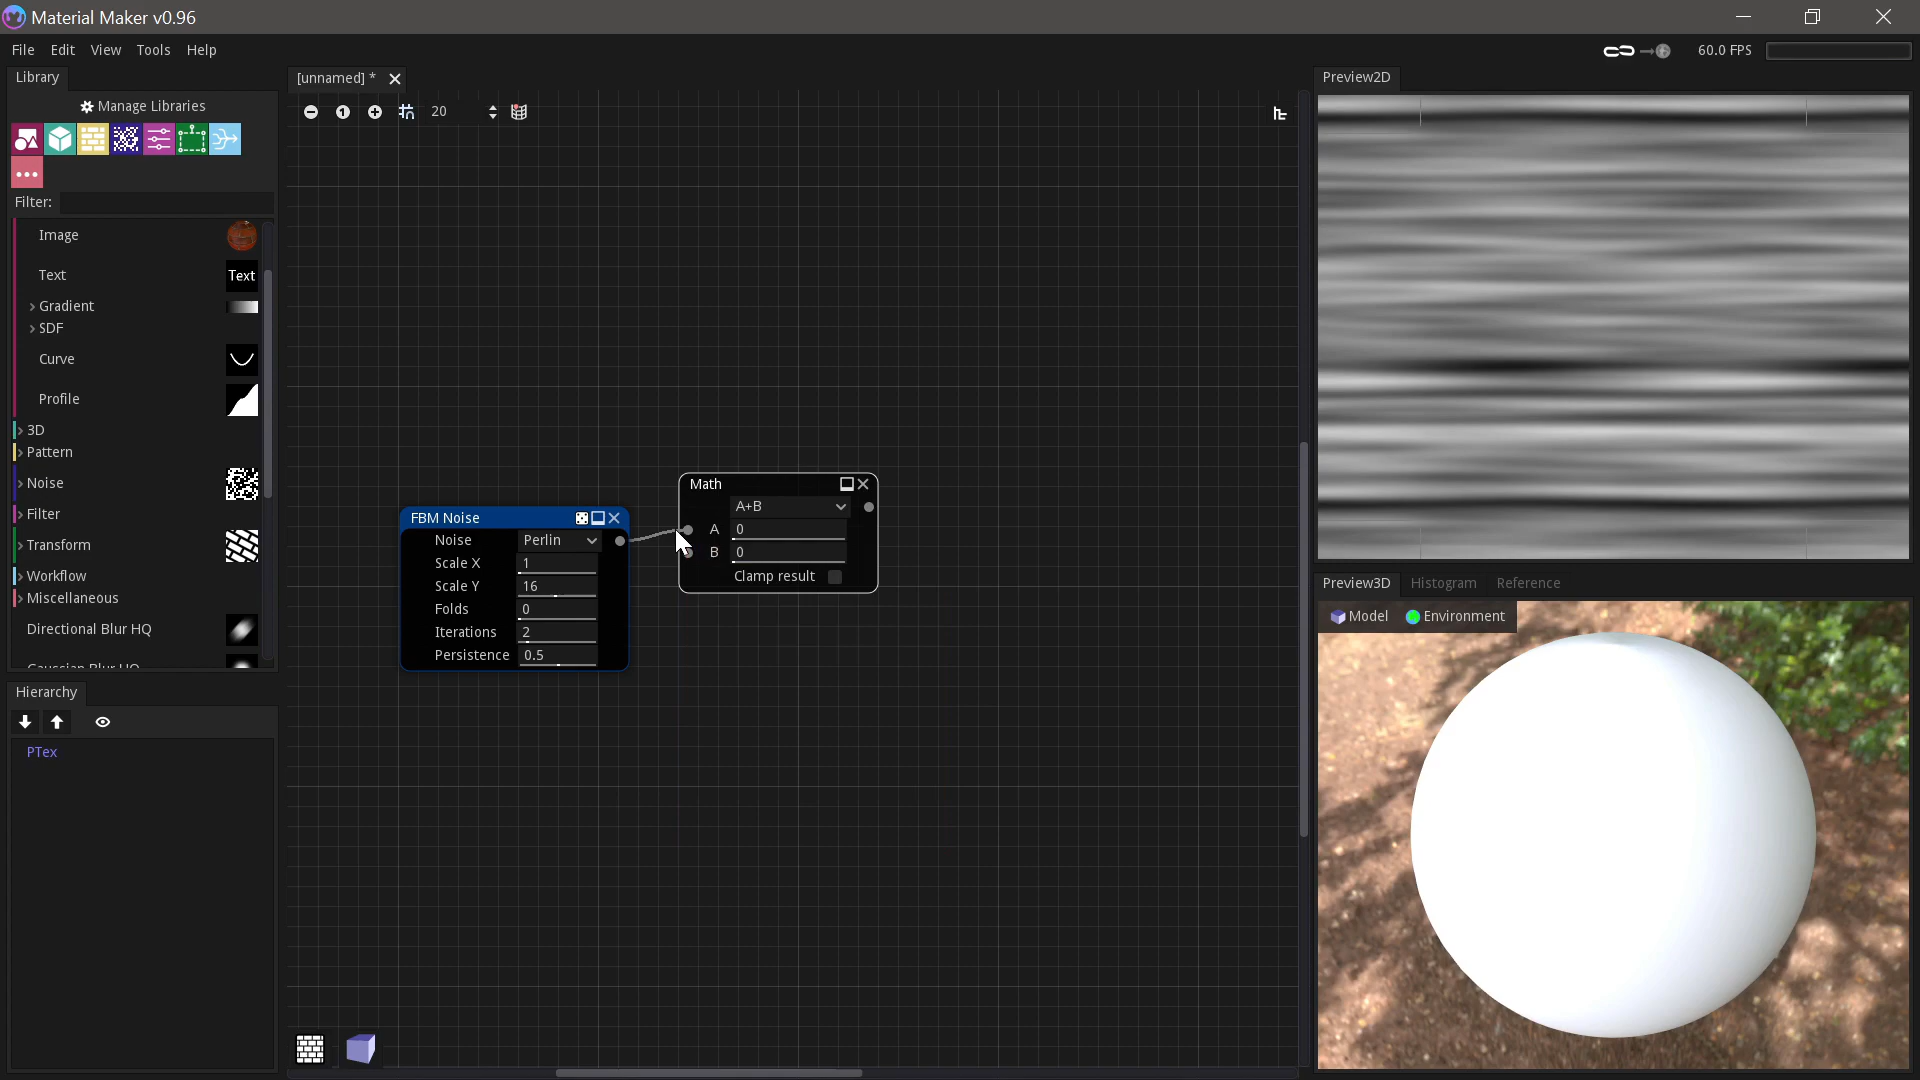 Material Maker v0.96
File Edit View Tools Help
60.0 FPS
Library
[unnamed] *
Preview2D
Manage Libraries
20
Filter:
Image
Text
Text
Gradient
SDF
Curve
Profile
3D
Pattern
Noise
Filter
Transform
Workflow
Miscellaneous
Directional Blur HQ
Gaussian Blur HQ
Math
A+B
A 0
B 0
Clamp result
FBM Noise
Noise Perlin
Scale X 1
Scale Y 16
Folds 0
Iterations 2
Persistence 0.5
Preview3D Histogram Reference
Model Environment
Hierarchy
PTex